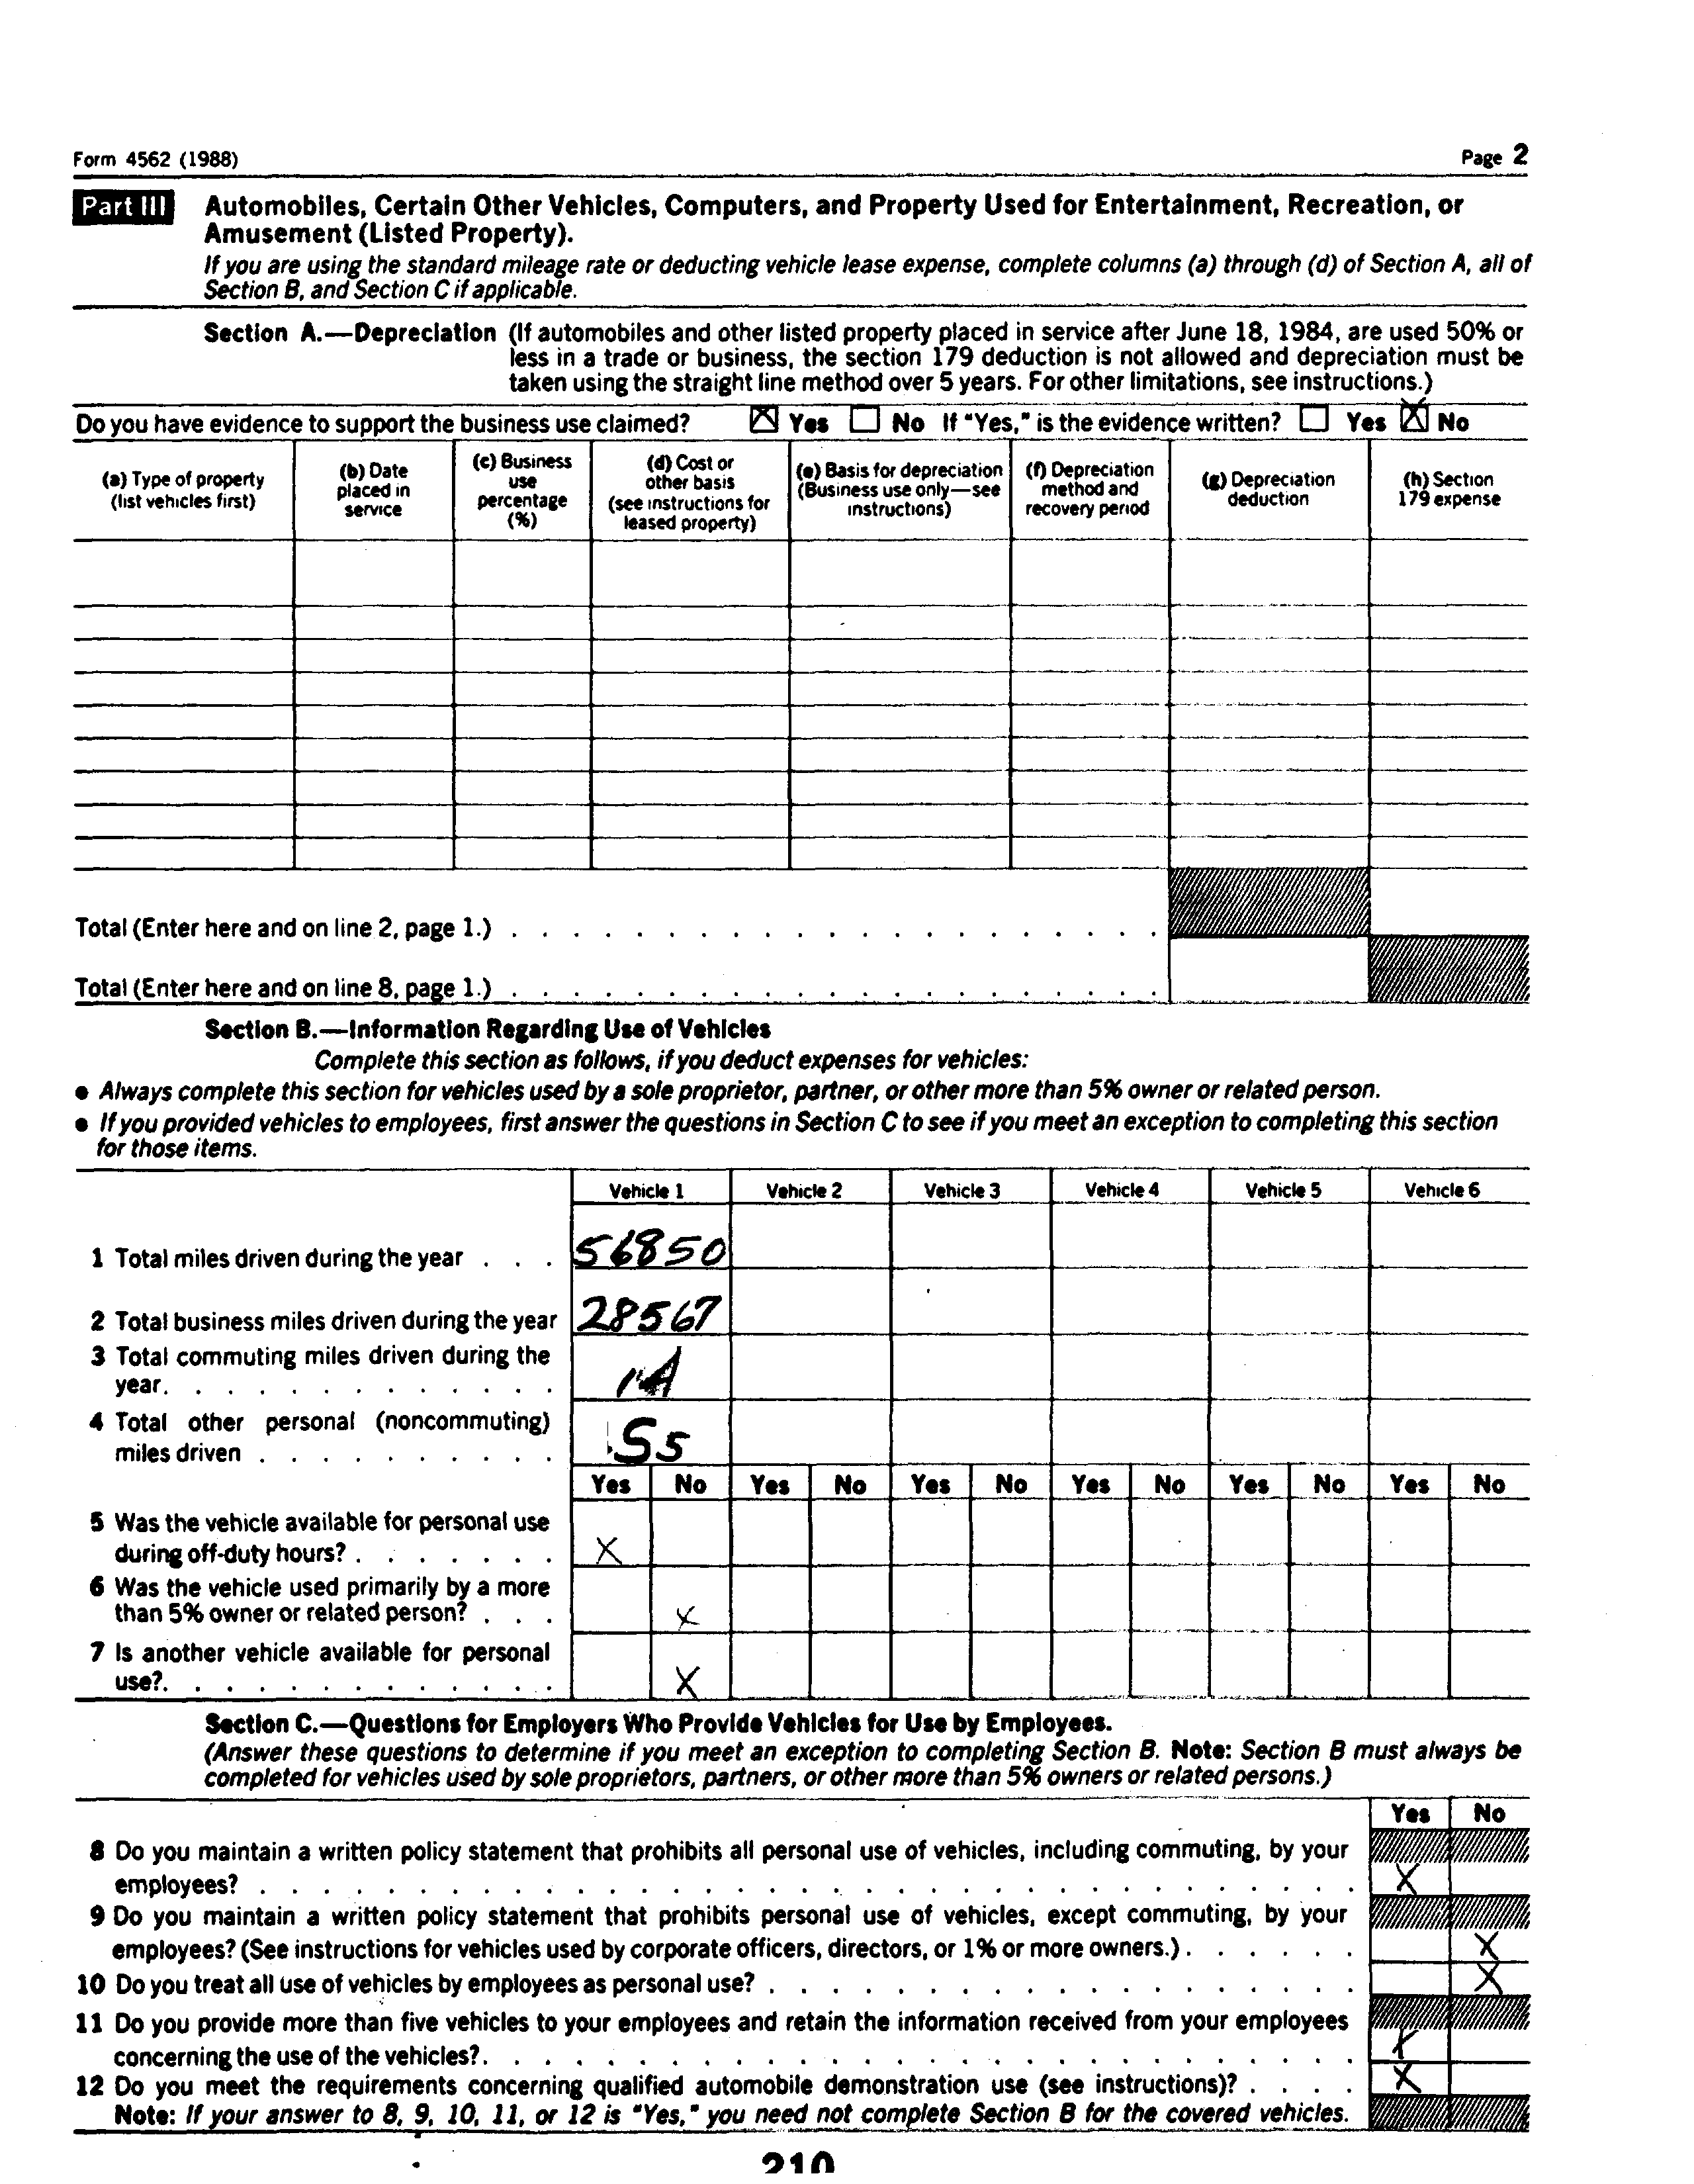 Form 4562 (1988)
Page 2
Part III
Automobiles, Certain Other Vehicles, Computers, and Property Used for Entertainment, Recreation, or
Amusement (Listed Property).
If you are using the standard mileage rate or deducting vehicle lease expense, complete columns (a) through (d) of Section A, all of
Section B, and Section C if applicable.
Section A.—Depreciation (If automobiles and other listed property placed in service after June 18, 1984, are used 50% or
less in a trade or business, the section 179 deduction is not allowed and depreciation must be
taken using the straight line method over 5 years. For other limitations, see instructions.)
Do you have evidence to support the business use claimed? X Yes No If "Yes," is the evidence written? Yes X No
(a) Type of property
(list vehicles first)
(b) Date
placed in
service
(c) Business
use
percentage
(%)
(d) Cost or
other basis
(see instructions for
leased property)
(e) Basis for depreciation
(Business use only—see
instructions)
(f) Depreciation
method and
recovery period
(g) Depreciation
deduction
(h) Section
179 expense
Total (Enter here and on line 2, page 1.) . . . . . . . . . . . . . . . . . . . . .
Total (Enter here and on line 8, page 1.) . . . . . . . . . . . . . . . . . . . . .
Section B.—Information Regarding Use of Vehicles
Complete this section as follows, if you deduct expenses for vehicles:
● Always complete this section for vehicles used by a sole proprietor, partner, or other more than 5% owner or related person.
● If you provided vehicles to employees, first answer the questions in Section C to see if you meet an exception to completing this section
for those items.
Vehicle 1 Vehicle 2 Vehicle 3 Vehicle 4 Vehicle 5 Vehicle 6
1 Total miles driven during the year . . . 56850
2 Total business miles driven during the year 28567
3 Total commuting miles driven during the
year. . . . . . . . . . . . .
4 Total other personal (noncommuting)
miles driven . . . . . . . . . .
Yes No Yes No Yes No Yes No Yes No Yes No
5 Was the vehicle available for personal use
during off-duty hours? . . . . . . . X
6 Was the vehicle used primarily by a more
than 5% owner or related person? . . . X
7 Is another vehicle available for personal
use?. . . . . . . . . . . . . X
Section C.—Questions for Employers Who Provide Vehicles for Use by Employees.
(Answer these questions to determine if you meet an exception to completing Section B. Note: Section B must always be
completed for vehicles used by sole proprietors, partners, or other more than 5% owners or related persons.)
Yes No
8 Do you maintain a written policy statement that prohibits all personal use of vehicles, including commuting, by your
employees? . . . . . . . . . . . . . . . . . . . . . . . . . . . . . . . . . . . X
9 Do you maintain a written policy statement that prohibits personal use of vehicles, except commuting, by your
employees? (See instructions for vehicles used by corporate officers, directors, or 1% or more owners.) . . . . . . X
10 Do you treat all use of vehicles by employees as personal use? . . . . . . . . . . . . . . . . . . . X
11 Do you provide more than five vehicles to your employees and retain the information received from your employees
concerning the use of the vehicles?. . . . . . . . . . . . . . . . . . . . . . . . . . . . X
12 Do you meet the requirements concerning qualified automobile demonstration use (see instructions)? . . . . X
Note: If your answer to 8, 9, 10, 11, or 12 is "Yes," you need not complete Section B for the covered vehicles.
210